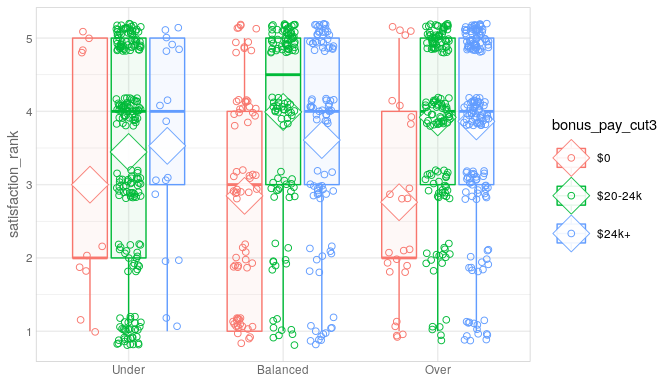 satisfaction_rank
5
4
3
2
1
Under
Balanced
Over
bonus_pay_cut3
$0
$20-24k
$24k+